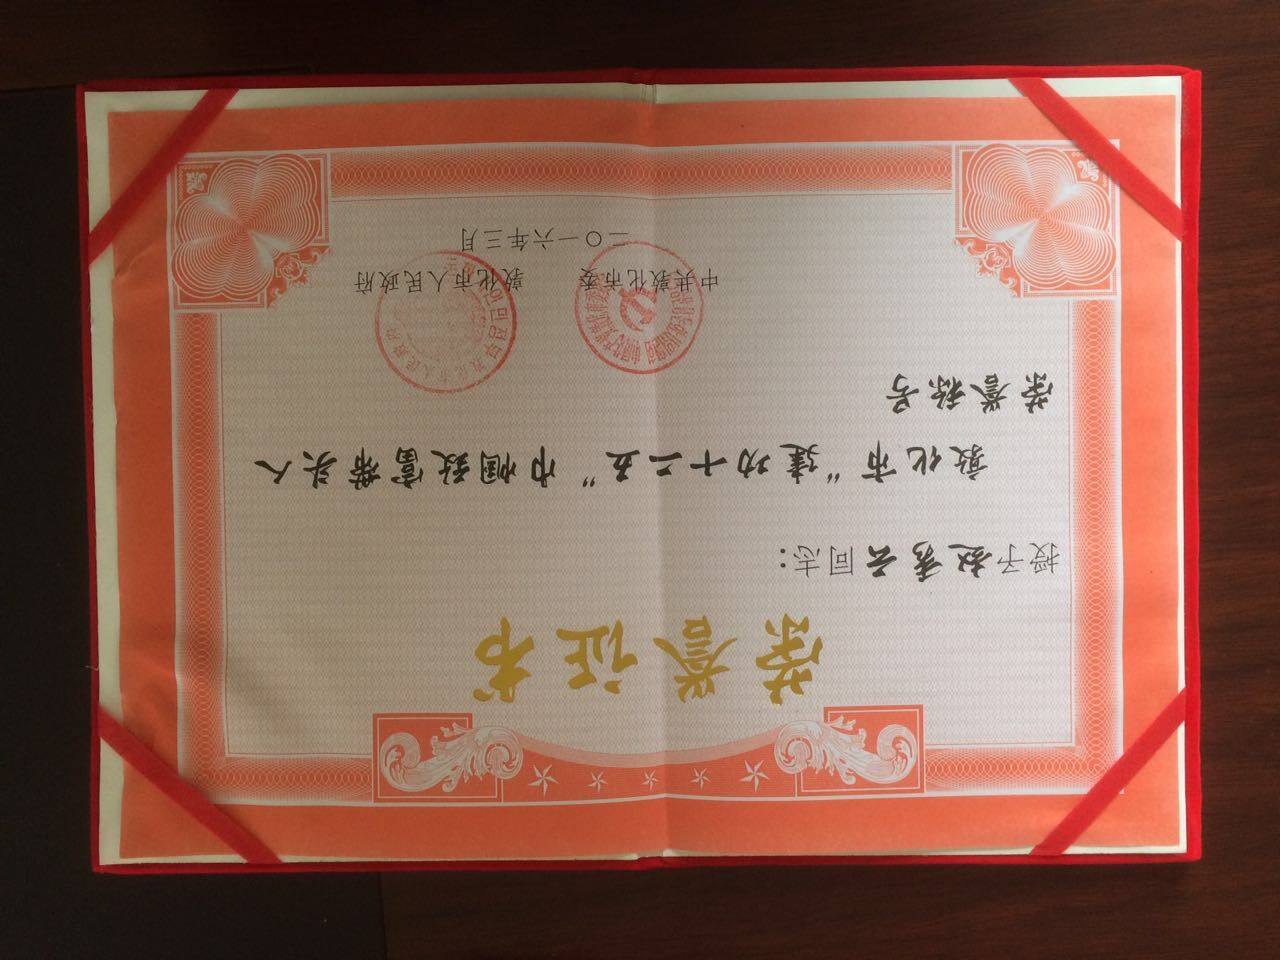 荣誉证书
授予赵秀云同志：
敦化市“建功十二五”巾帼致富带头人
荣誉称号
中共敦化市委 敦化市人民政府
二〇一六年三月